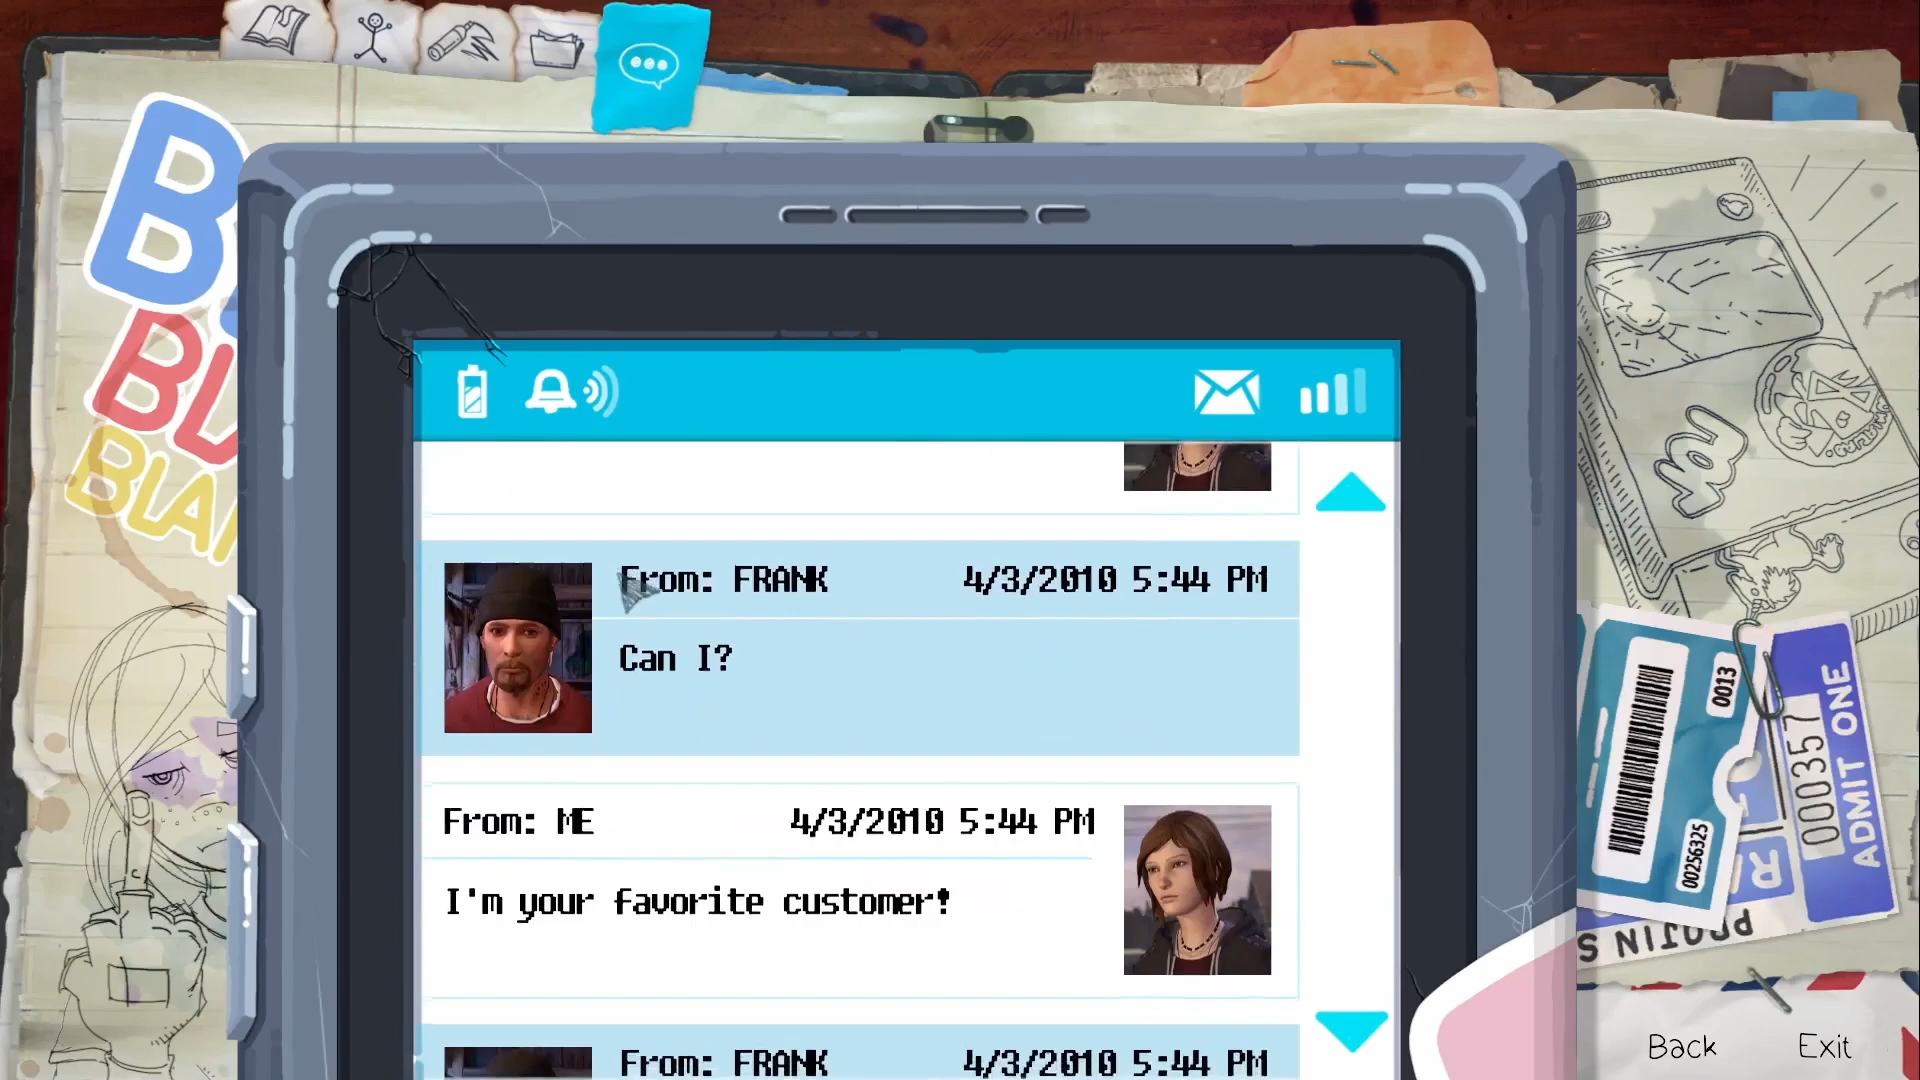 From: FRANK 4/3/2010 5:44 PM
Can I?
From: ME 4/3/2010 5:44 PM
I'm your favorite customer!
From: FRANK 4/3/2010 5:44 PM
0013
00256325
000357
ADMIT ONE
Back Exit